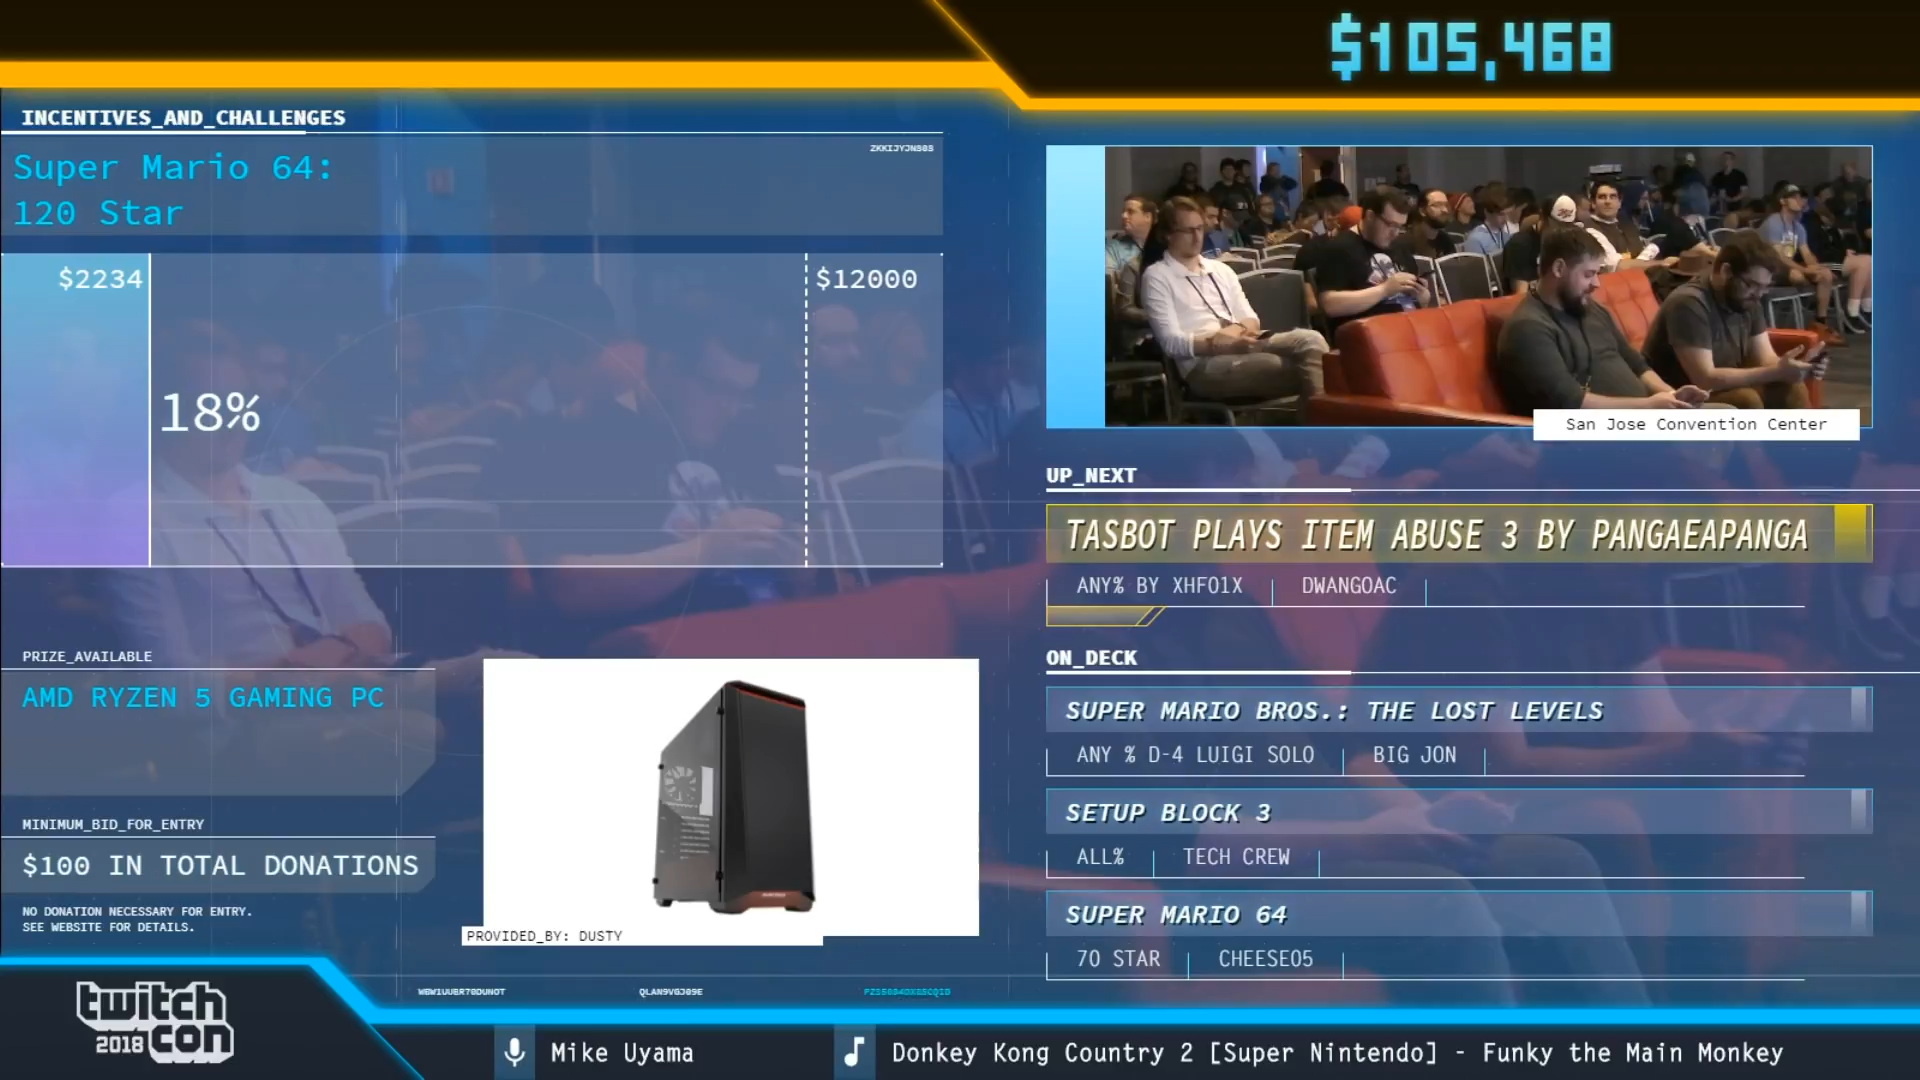 $105,468
INCENTIVES_AND_CHALLENGES
Super Mario 64:
120 Star
$2234
$12000
18%
PRIZE_AVAILABLE
AMD RYZEN 5 GAMING PC
MINIMUM_BID_FOR_ENTRY
$100 IN TOTAL DONATIONS
NO DONATION NECESSARY FOR ENTRY.
SEE WEBSITE FOR DETAILS.
PROVIDED_BY: DUSTY
San Jose Convention Center
UP_NEXT
TASBOT PLAYS ITEM ABUSE 3 BY PANGAEAPANGA
ANY% BY XHF01X DWANGOAC
ON_DECK
SUPER MARIO BROS.: THE LOST LEVELS
ANY % D-4 LUIGI SOLO BIG JON
SETUP BLOCK 3
ALL% TECH CREW
SUPER MARIO 64
70 STAR CHEESE05
twitch
2018 con
Mike Uyama
Donkey Kong Country 2 [Super Nintendo] - Funky the Main Monkey